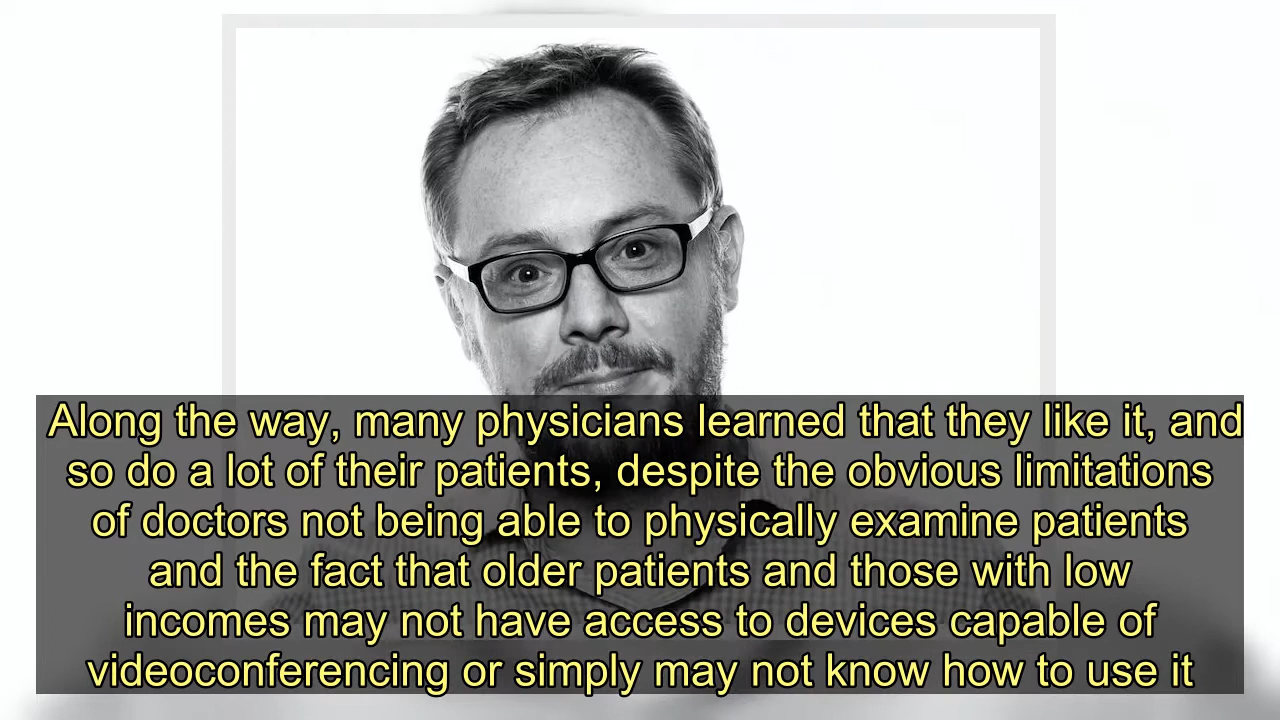 Along the way, many physicians learned that they like it, and
so do a lot of their patients, despite the obvious limitations
of doctors not being able to physically examine patients
and the fact that older patients and those with low
incomes may not have access to devices capable of
videoconferencing or simply may not know how to use it